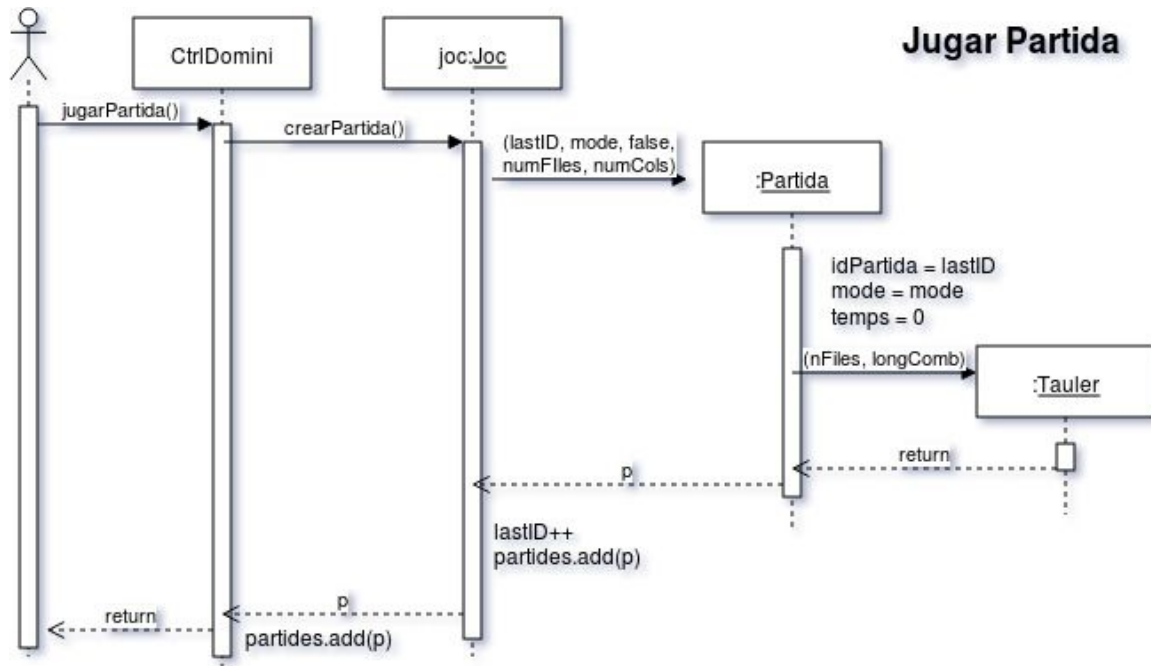 Jugar Partida
CtrlDomini
joc:Joc
jugarPartida()
crearPartida()
(lastID, mode, false,
numFIles, numCols)
:Partida
idPartida = lastID
mode = mode
temps = 0
(nFiles, longComb)
:Tauler
return
p
lastID++
partides.add(p)
p
return
partides.add(p)